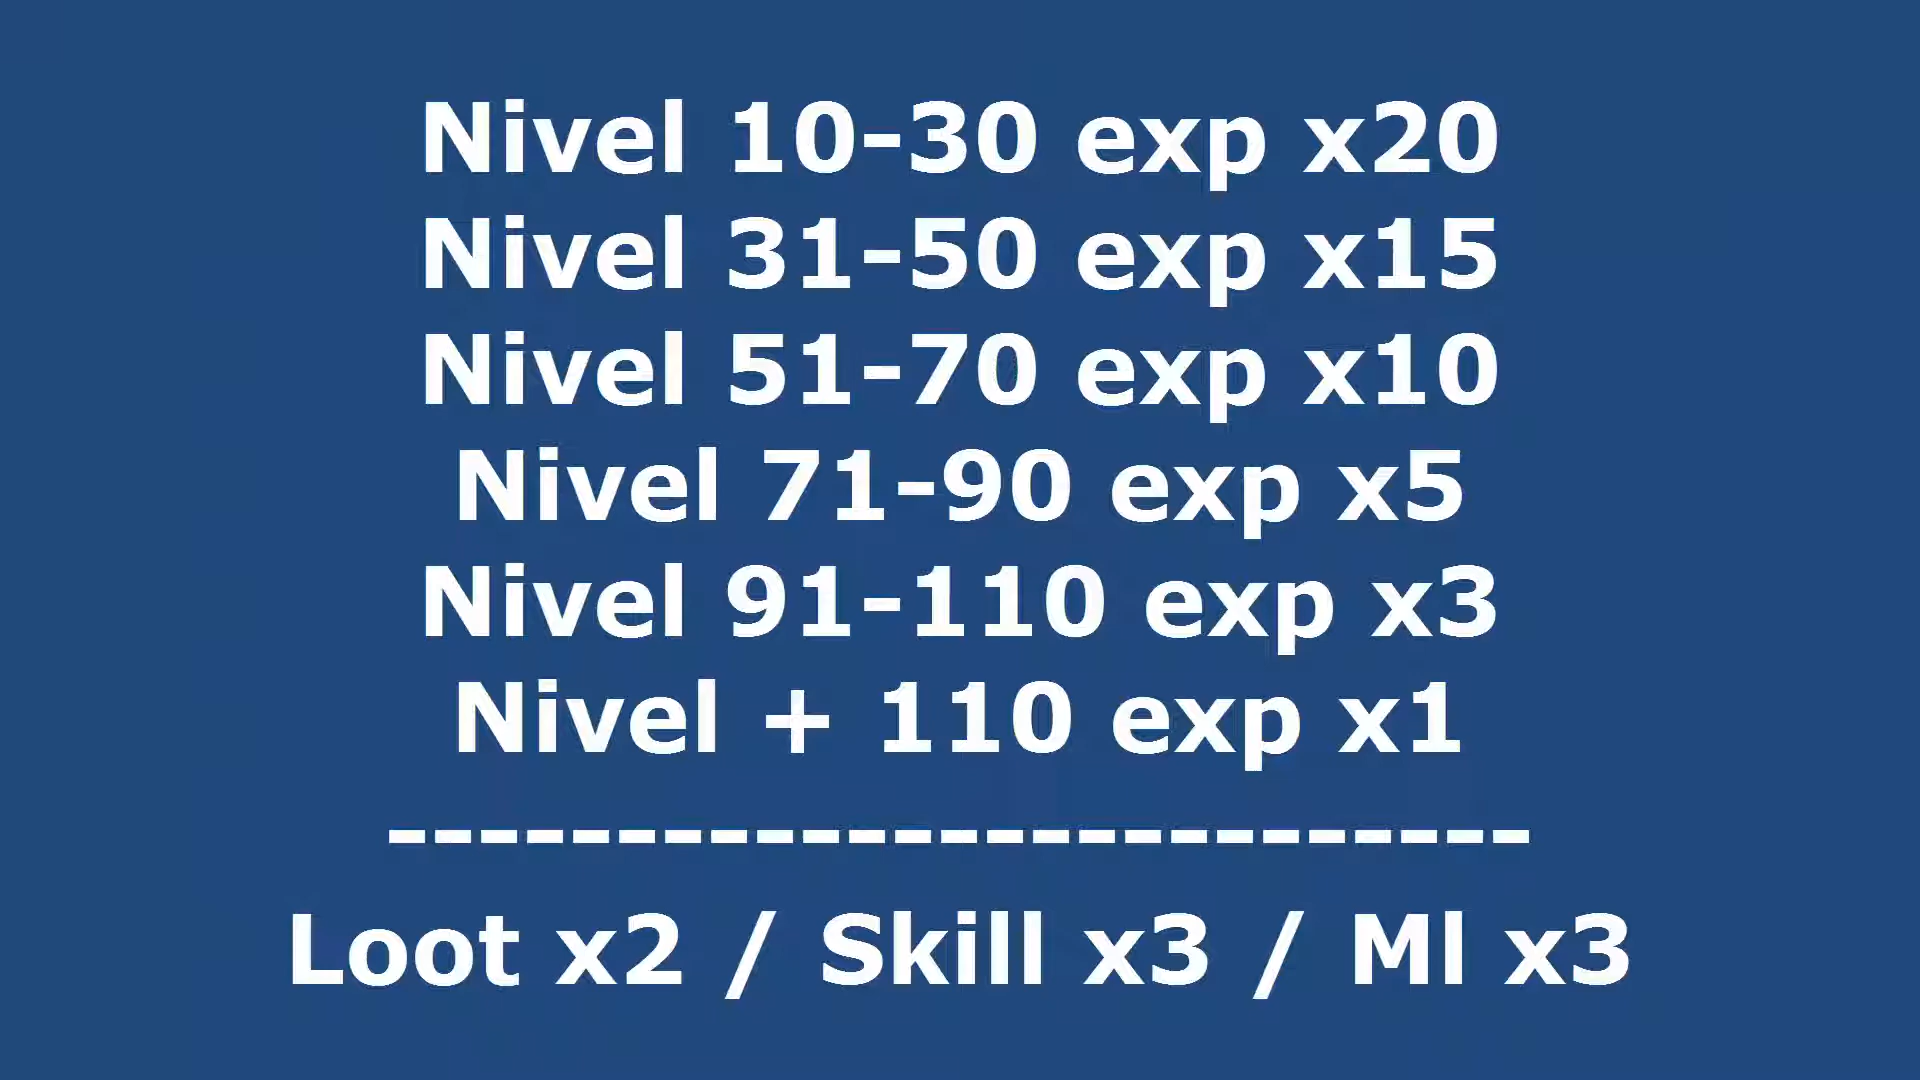 Nivel 10-30 exp x20
Nivel 31-50 exp x15
Nivel 51-70 exp x10
Nivel 71-90 exp x5
Nivel 91-110 exp x3
Nivel + 110 exp x1
-------------------------
Loot x2 / Skill x3 / Ml x3